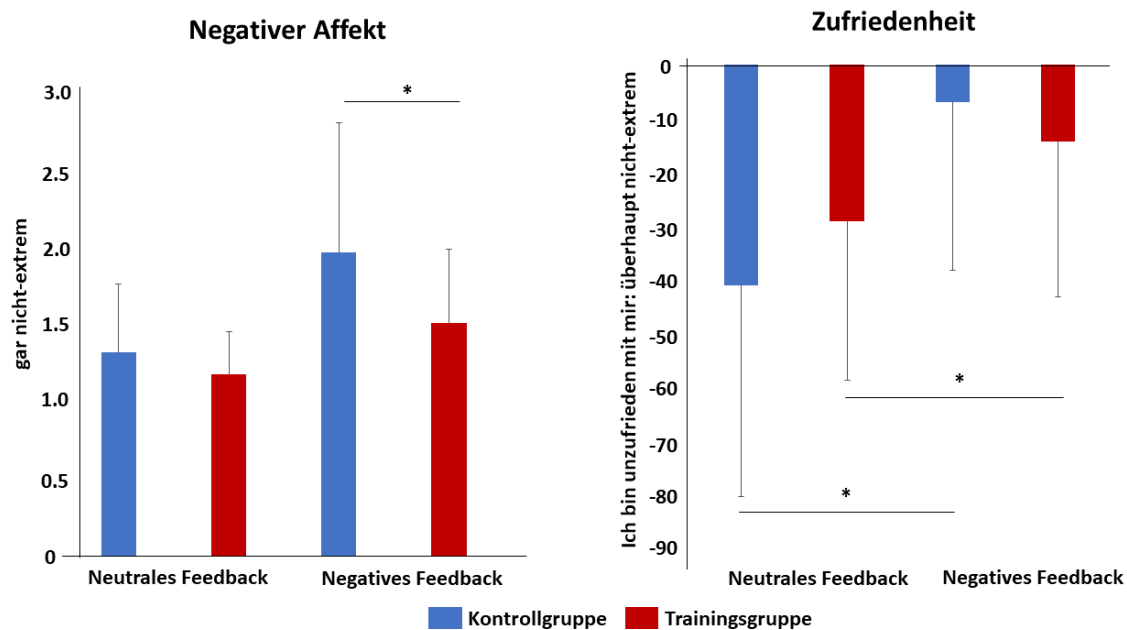 Negativer Affekt
gar nicht-extrem
3.0
2.5
2.0
1.5
1.0
0.5
0
*
Neutrales Feedback
Negatives Feedback
Zufriedenheit
Ich bin unzufrieden mit mir: überhaupt nicht-extrem
0
-10
-20
-30
-40
-50
-60
-70
-80
-90
*
*
Neutrales Feedback
Negatives Feedback
Kontrollgruppe
Trainingsgruppe